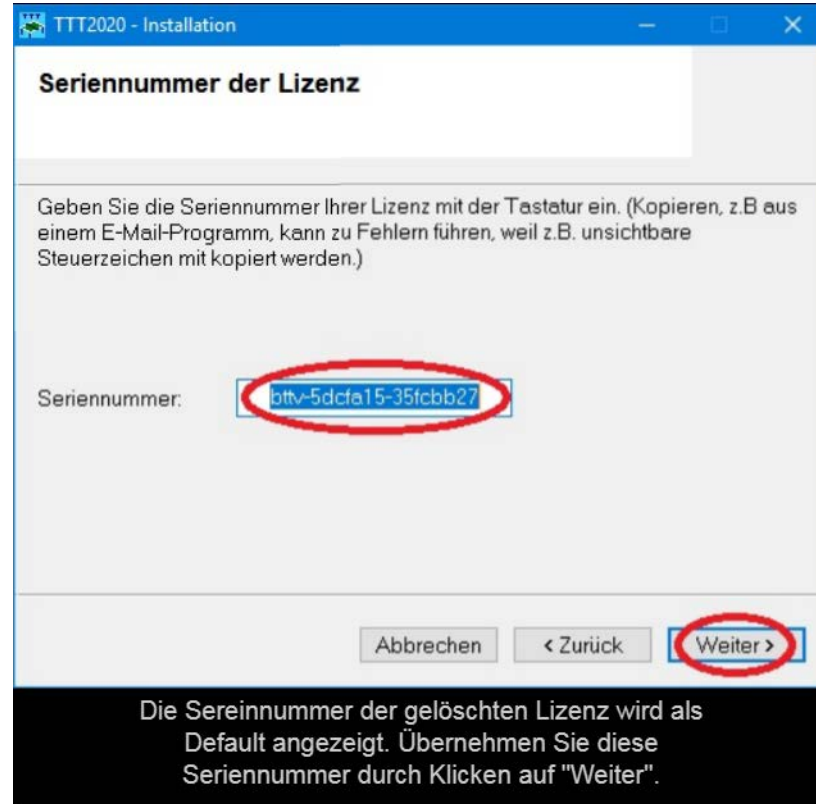 TTT2020 - Installation
Seriennummer der Lizenz
Geben Sie die Seriennummer Ihrer Lizenz mit der Tastatur ein. (Kopieren, z.B aus
einem E-Mail-Programm, kann zu Fehlern führen, weil z.B. unsichtbare
Steuerzeichen mit kopiert werden.)
Seriennummer: bttv-5dcfa15-35fcbb27
Abbrechen < Zurück Weiter >
Die Sereinnummer der gelöschten Lizenz wird als
Default angezeigt. Übernehmen Sie diese
Seriennummer durch Klicken auf "Weiter".